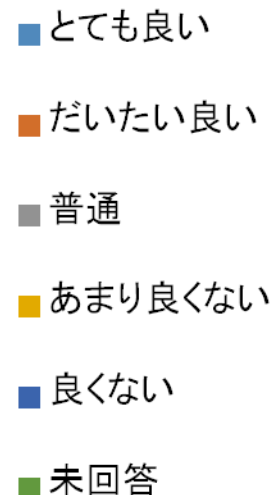 とても良い
だいたい良い
普通
あまり良くない
良くない
未回答